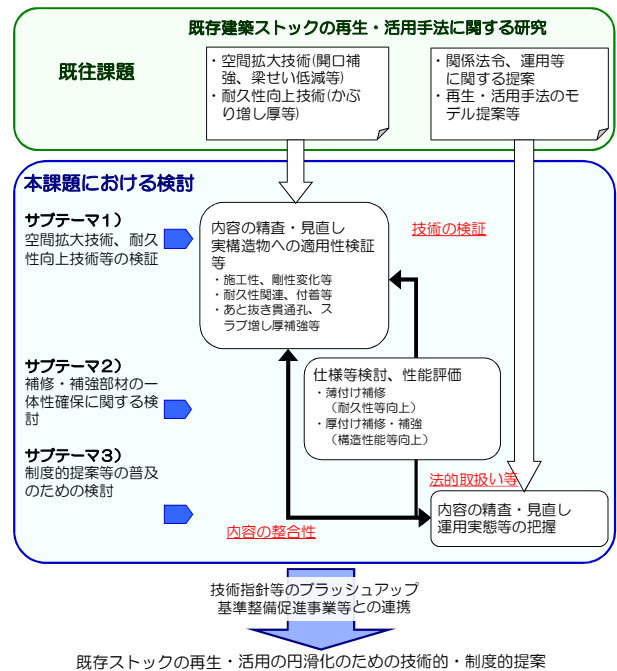 既存建築ストックの再生・活用手法に関する研究
既往課題
・空間拡大技術(開口補
強、梁せい低減等)
・耐久性向上技術(かぶ
り増し厚等)
・関係法令、運用等
に関する提案
・再生・活用手法のモ
デル提案等
本課題における検討
サブテーマ１）
空間拡大技術、耐久
性向上技術等の検証
内容の精査・見直し
実構造物への適用性検証
等
・施工性、剛性変化等
・耐久性関連、付着等
・あと抜き貫通孔、ス
ラブ増し厚補強等
技術の検証
サブテーマ２）
補修・補強部材の一
体性確保に関する検
討
仕様等検討、性能評価
・薄付け補修
（耐久性等向上）
・厚付け補修・補強
（構造性能等向上）
サブテーマ３）
制度的提案等の普及
のための検討
法的取扱い等
内容の精査・見直し
運用実態等の把握
内容の整合性
技術指針等のブラッシュアップ
基準整備促進事業等との連携
既存ストックの再生・活用の円滑化のための技術的・制度的提案